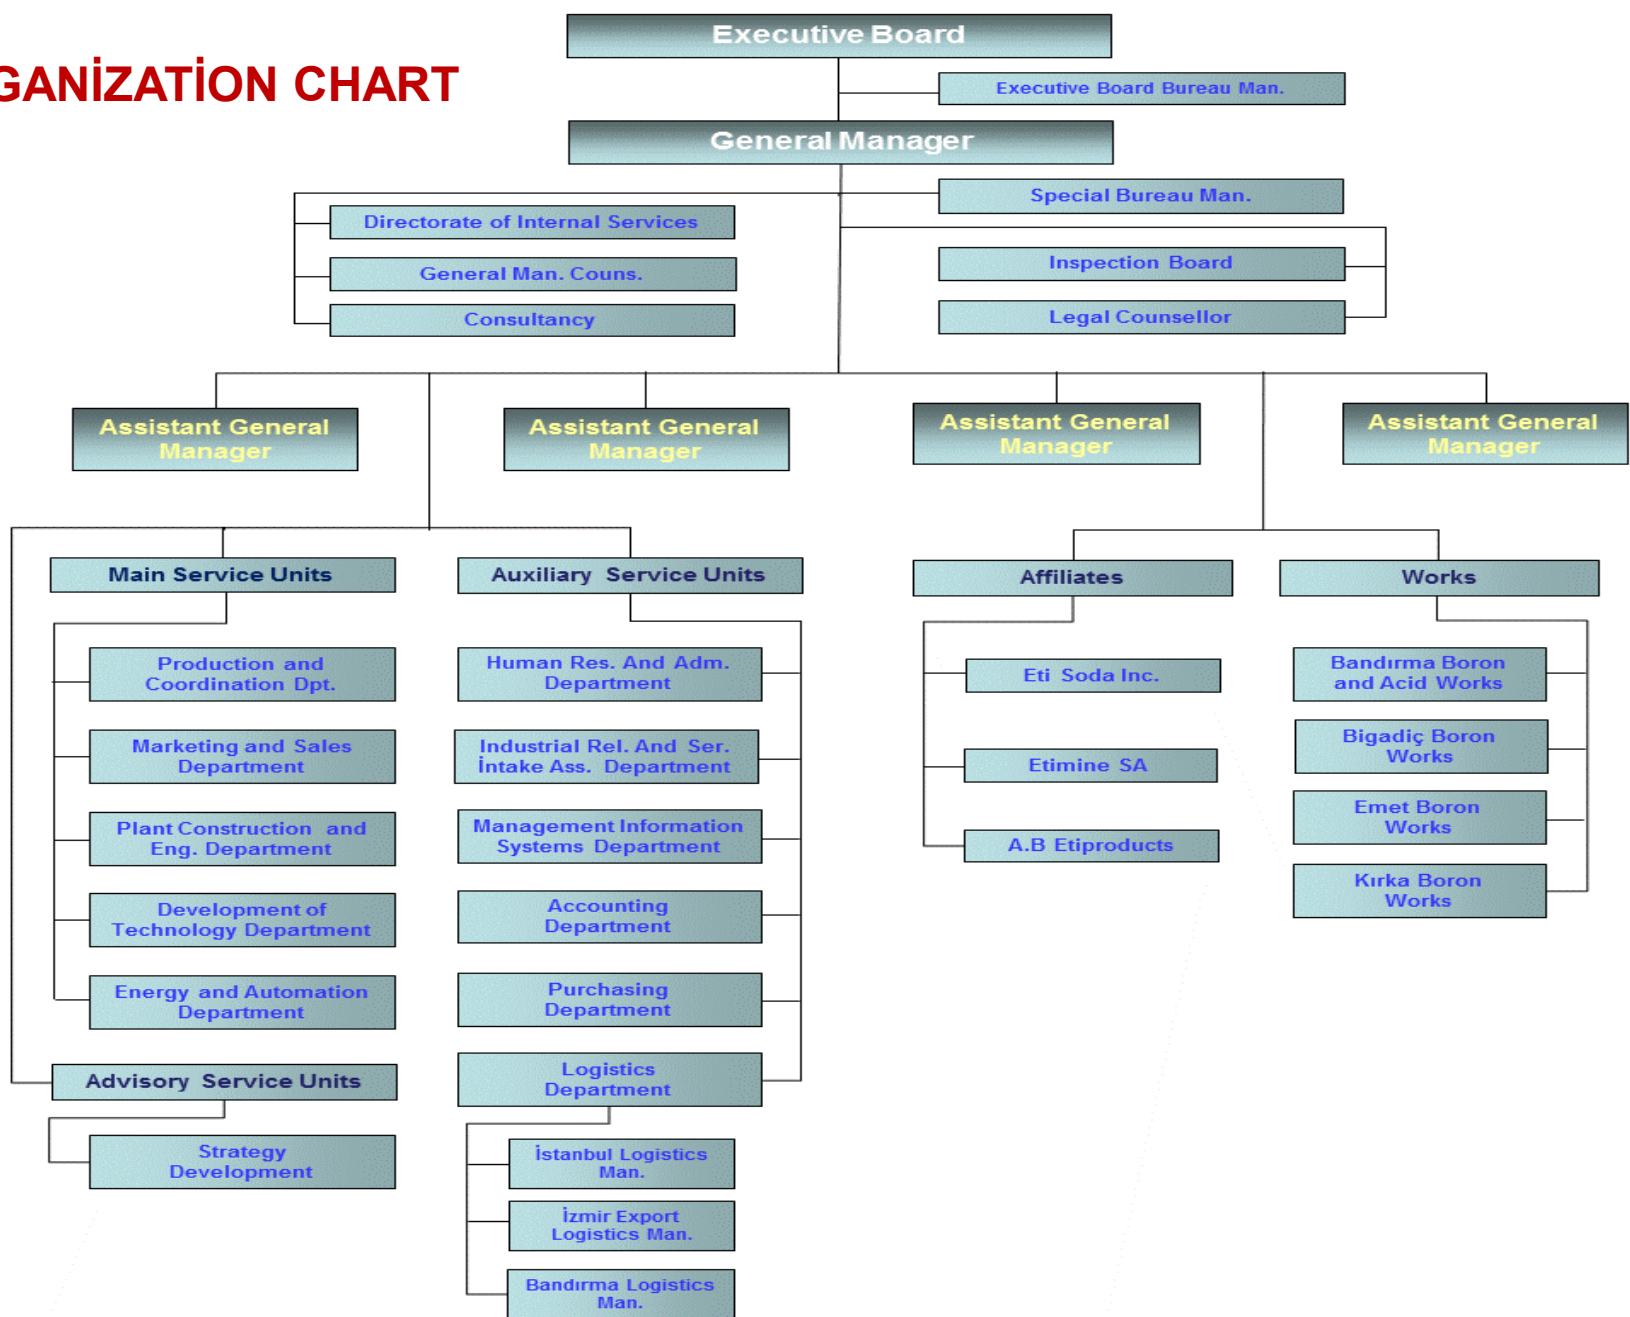 Executive Board
GANİZATİON CHART
Executive Board Bureau Man.
General Manager
Special Bureau Man.
Directorate of Internal Services
General Man. Couns.
Consultancy
Inspection Board
Legal Counsellor
Assistant General
Manager
Assistant General
Manager
Assistant General
Manager
Assistant General
Manager
Main Service Units
Production and
Coordination Dpt.
Marketing and Sales
Department
Plant Construction and
Eng. Department
Development of
Technology Department
Energy and Automation
Department
Advisory Service Units
Strategy
Development
Auxiliary Service Units
Human Res. And Adm.
Department
Industrial Rel. And Ser.
İntake Ass. Department
Management Information
Systems Department
Accounting
Department
Purchasing
Department
Logistics
Department
İstanbul Logistics
Man.
İzmir Export
Logistics Man.
Bandırma Logistics
Man.
Affiliates
Eti Soda Inc.
Etimine SA
A.B Etiproducts
Works
Bandırma Boron
and Acid Works
Bigadiç Boron
Works
Emet Boron
Works
Kırka Boron
Works